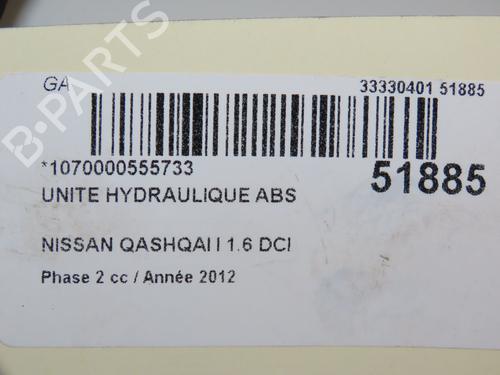 GA 33330401 51885
*1070000555733
51885
UNITE HYDRAULIQUE ABS
NISSAN QASHQAI I 1.6 DCI
Phase 2 cc / Année 2012
B-PARTS